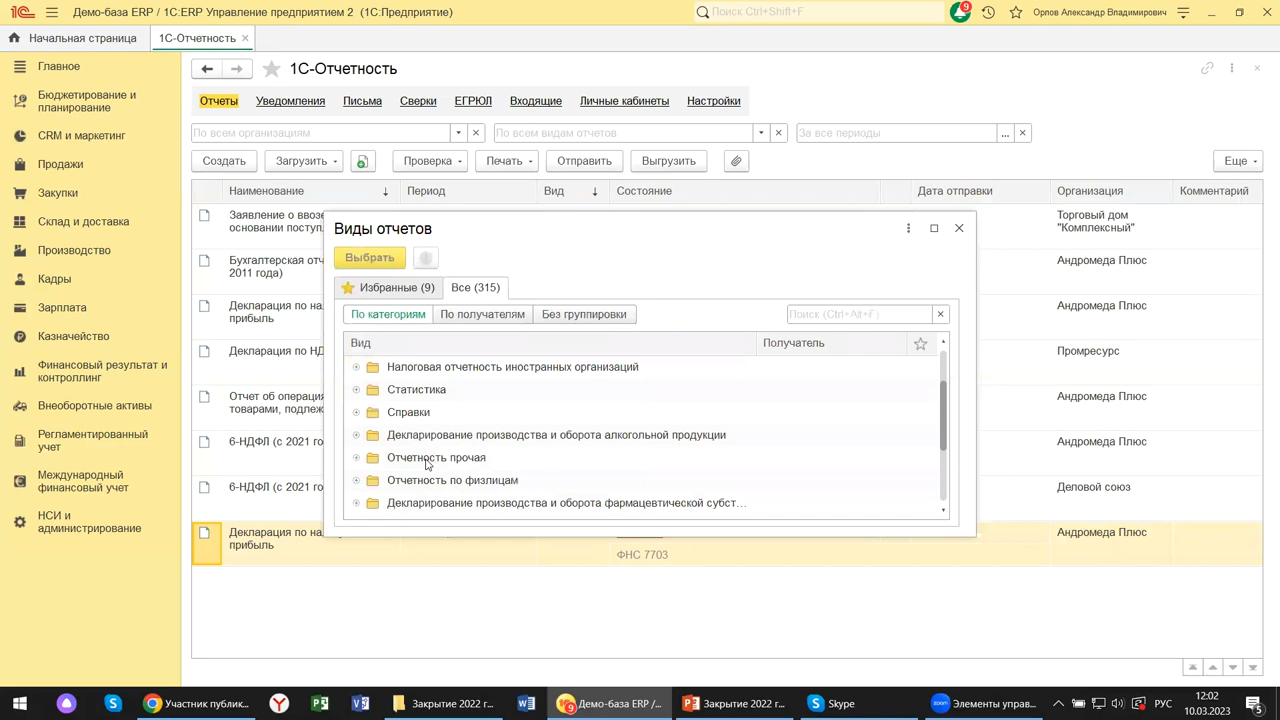 Демо-база ERP / 1С:ERP Управление предприятием 2 (1С:Предприятие)
Поиск Ctrl+Shift+F
9
Орлов Александр Владимирович
Начальная страница
1С-Отчетность
Главное
Бюджетирование и
планирование
CRM и маркетинг
Продажи
Закупки
Склад и доставка
Производство
Кадры
Зарплата
Казначейство
Финансовый результат и
контроллинг
Внеоборотные активы
Регламентированный
учет
Международный
финансовый учет
НСИ и
администрирование
1С-Отчетность
Отчеты Уведомления Письма Сверки ЕГРЮЛ Входящие Личные кабинеты Настройки
По всем организациям
По всем видам отчетов
За все периоды
...
Создать Загрузить Проверка Печать Отправить Выгрузить Еще
Наименование Период Вид Состояние Дата отправки Организация Комментарий
Заявление о ввозе
основании поступл
Торговый дом
"Комплексный"
Бухгалтерская отч
2011 года)
Андромеда Плюс
Декларация по на
прибыль
Андромеда Плюс
Декларация по НД
Промресурс
Отчет об операция
товарами, подлеж
Андромеда Плюс
6-НДФЛ (с 2021 го
Андромеда Плюс
6-НДФЛ (с 2021 го
Деловой союз
Декларация по на
прибыль
ФНС 7703
Андромеда Плюс
Виды отчетов
Выбрать
Избранные (9) Все (315)
По категориям По получателям Без группировки
Поиск (Ctrl+Alt+F)
Вид Получатель
Налоговая отчетность иностранных организаций
Статистика
Справки
Декларирование производства и оборота алкогольной продукции
Отчетность прочая
Отчетность по физлицам
Декларирование производства и оборота фармацевтической субст...
Участник публик...
Закрытие 2022 г...
Демо-база ERP /...
Закрытие 2022 г...
Skype
Элементы управ...
РУС
12:02
10.03.2023
5